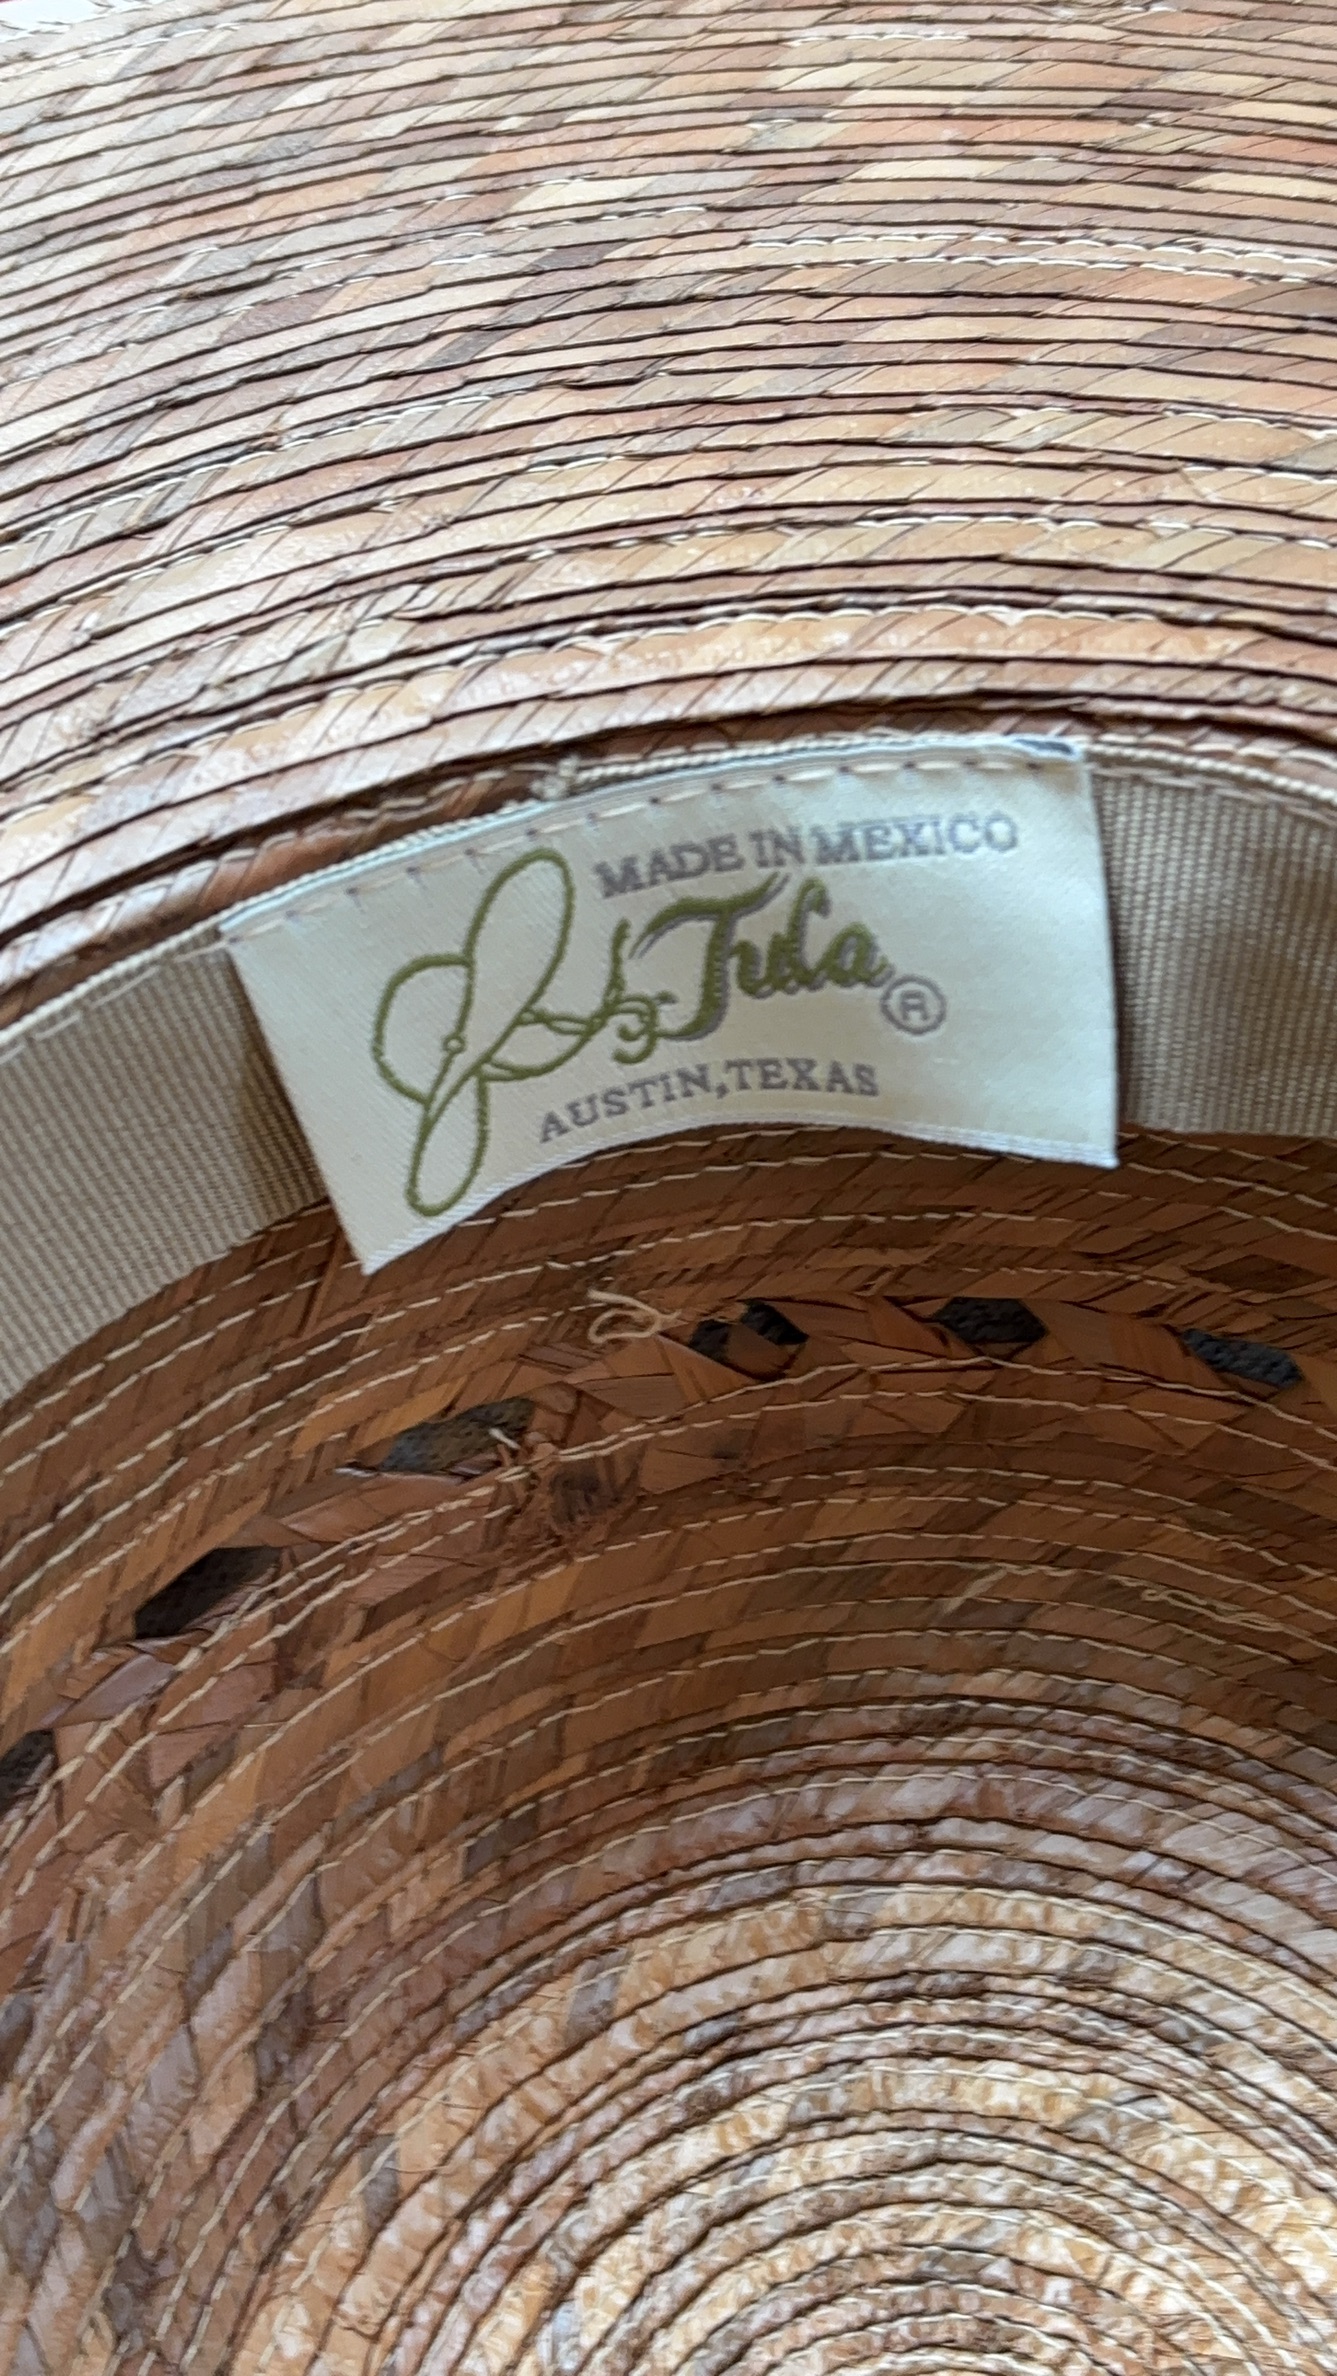 MADE IN MEXICO
Tula ®
AUSTIN, TEXAS